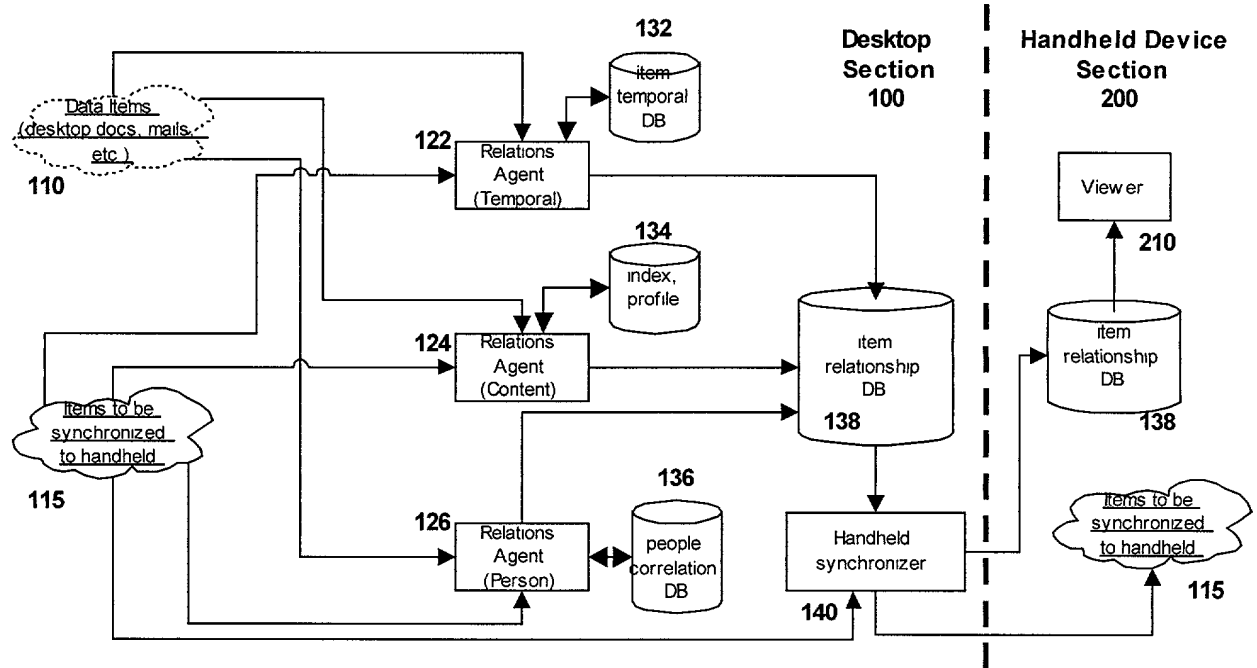 132
Desktop
Section
100
Handheld Device
Section
200
item
temporal
DB
Data Items
(desktop docs, mails
etc )
110
122
Relations
Agent
(Temporal)
Viewer
210
134
index,
profile
124
Relations
Agent
(Content)
item
relationship
DB
138
item
relationship
DB
138
Items to be
synchronized
to handheld
115
136
126
Relations
Agent
(Person)
people
correlation
DB
Handheld
synchronizer
140
Items to be
synchronized
to handheld
115